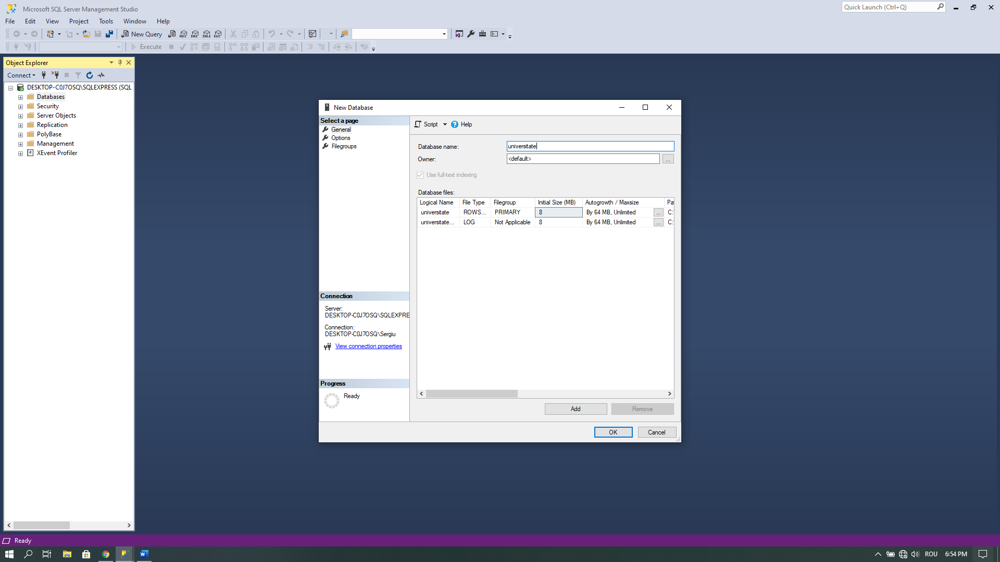 Microsoft SQL Server Management Studio
Quick Launch (Ctrl+Q)
File Edit View Project Tools Window Help
New Query MDX DMX XMLA DAX
Execute
Object Explorer
Connect
DESKTOP-C0J7OSQ\SQLEXPRESS (SQL
Databases
Security
Server Objects
Replication
PolyBase
Management
XEvent Profiler
New Database
Select a page
General
Options
Filegroups
Connection
Server:
DESKTOP-C0J7OSQ\SQLEXPRE
Connection:
DESKTOP-C0J7OSQ\Sergiu
View connection properties
Progress
Ready
Script Help
Database name: universitate
Owner: <default> ...
Use full-text indexing
Database files:
Logical Name File Type Filegroup Initial Size (MB) Autogrowth / Maxsize Pa
universitate ROWS... PRIMARY 8 By 64 MB, Unlimited ... C:\
universitate... LOG Not Applicable 8 By 64 MB, Unlimited ... C:\
Add Remove
OK Cancel
Ready
ROU 6:54 PM